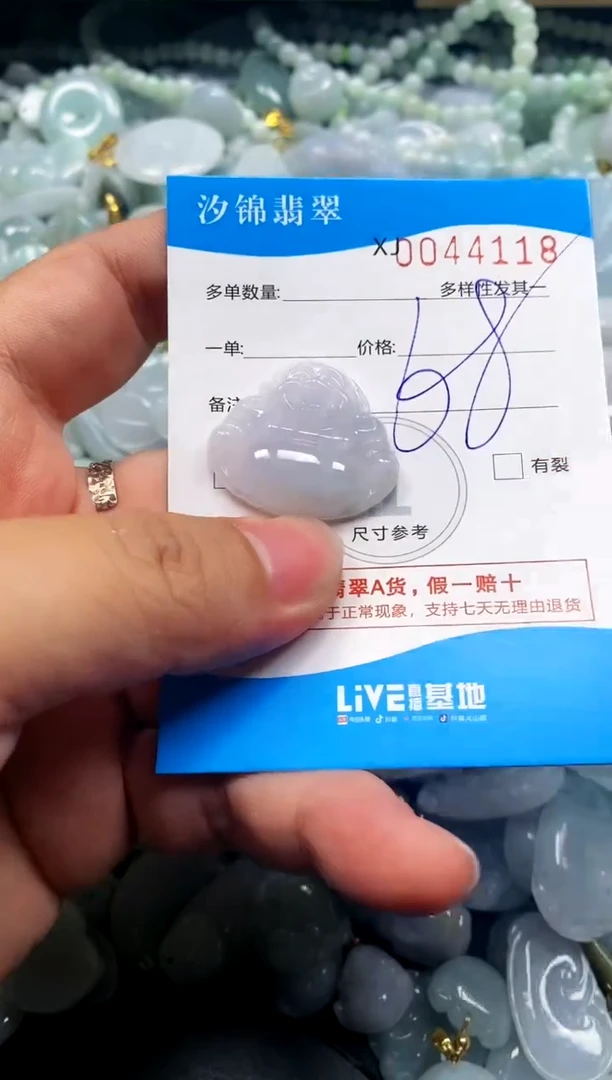 汐锦翡翠
XJ0044118
多单数量: 多样性发其一
一单: 价格: 68
备注
有裂
尺寸参考
翡翠A货，假一赔十
于正常现象，支持七天无理由退货
LiVE直播基地